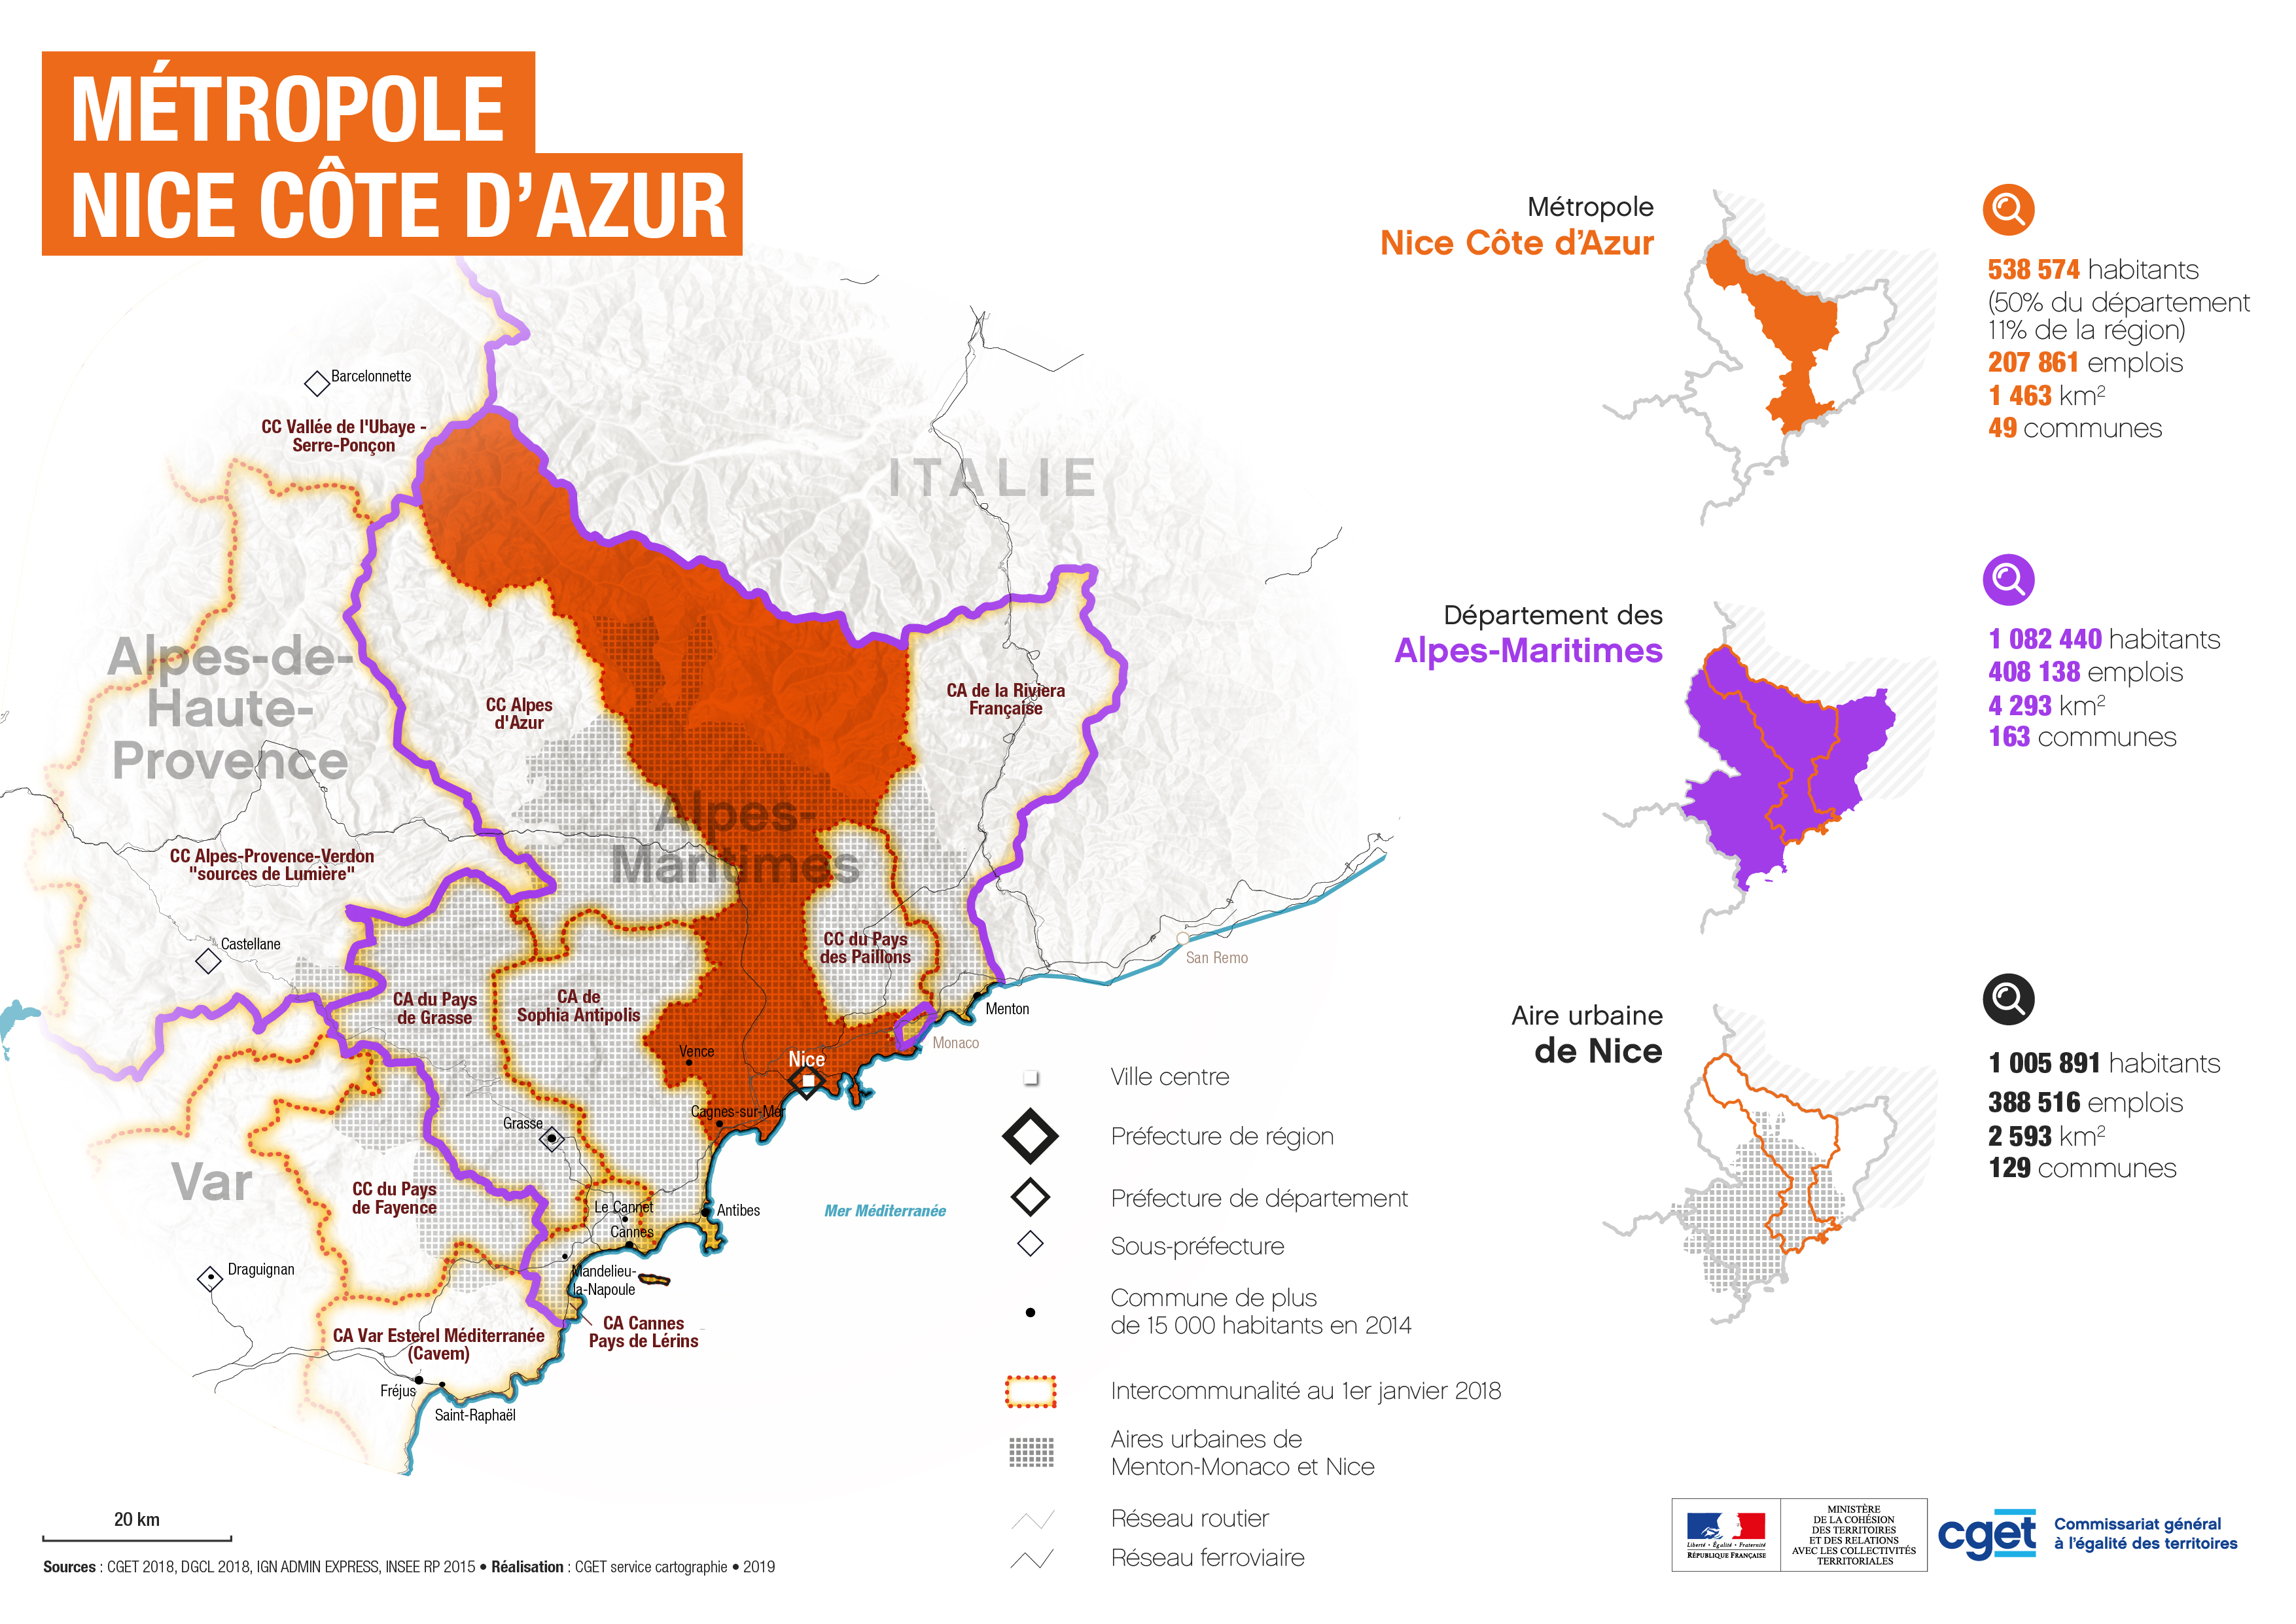 MÉTROPOLE
NICE CÔTE D'AZUR
Barcelonnette
CC Vallée de l'Ubaye -
Serre-Ponçon
ITALIE
Alpes-de-
Haute-
Provence
CC Alpes
d'Azur
CA de la Riviera
Française
Alpes-
Maritimes
CC Alpes-Provence-Verdon
"sources de Lumière"
Castellane
CC du Pays
des Paillons
San Remo
CA du Pays
de Grasse
CA de
Sophia Antipolis
Menton
Monaco
Vence
Nice
Cagnes-sur-Mer
Grasse
Var
CC du Pays
de Fayence
Le Cannet
Cannes
Antibes
Mer Méditerranée
Draguignan
Mandelieu-
la-Napoule
CA Cannes
Pays de Lérins
CA Var Esterel Méditerranée
(Cavem)
Fréjus
Saint-Raphaël
Ville centre
Préfecture de région
Préfecture de département
Sous-préfecture
Commune de plus
de 15 000 habitants en 2014
Intercommunalité au 1er janvier 2018
Aires urbaines de
Menton-Monaco et Nice
Réseau routier
Réseau ferroviaire
Métropole
Nice Côte d'Azur
538 574 habitants
(50% du département
11% de la région)
207 861 emplois
1 463 km²
49 communes
Département des
Alpes-Maritimes
1 082 440 habitants
408 138 emplois
4 293 km²
163 communes
Aire urbaine
de Nice
1 005 891 habitants
388 516 emplois
2 593 km²
129 communes
20 km
Sources : CGET 2018, DGCL 2018, IGN ADMIN EXPRESS, INSEE RP 2015 • Réalisation : CGET service cartographie • 2019
Liberté • Égalité • Fraternité
RÉPUBLIQUE FRANÇAISE
MINISTÈRE
DE LA COHÉSION
DES TERRITOIRES
ET DES RELATIONS
AVEC LES COLLECTIVITÉS
TERRITORIALES
cget
Commissariat général
à l'égalité des territoires